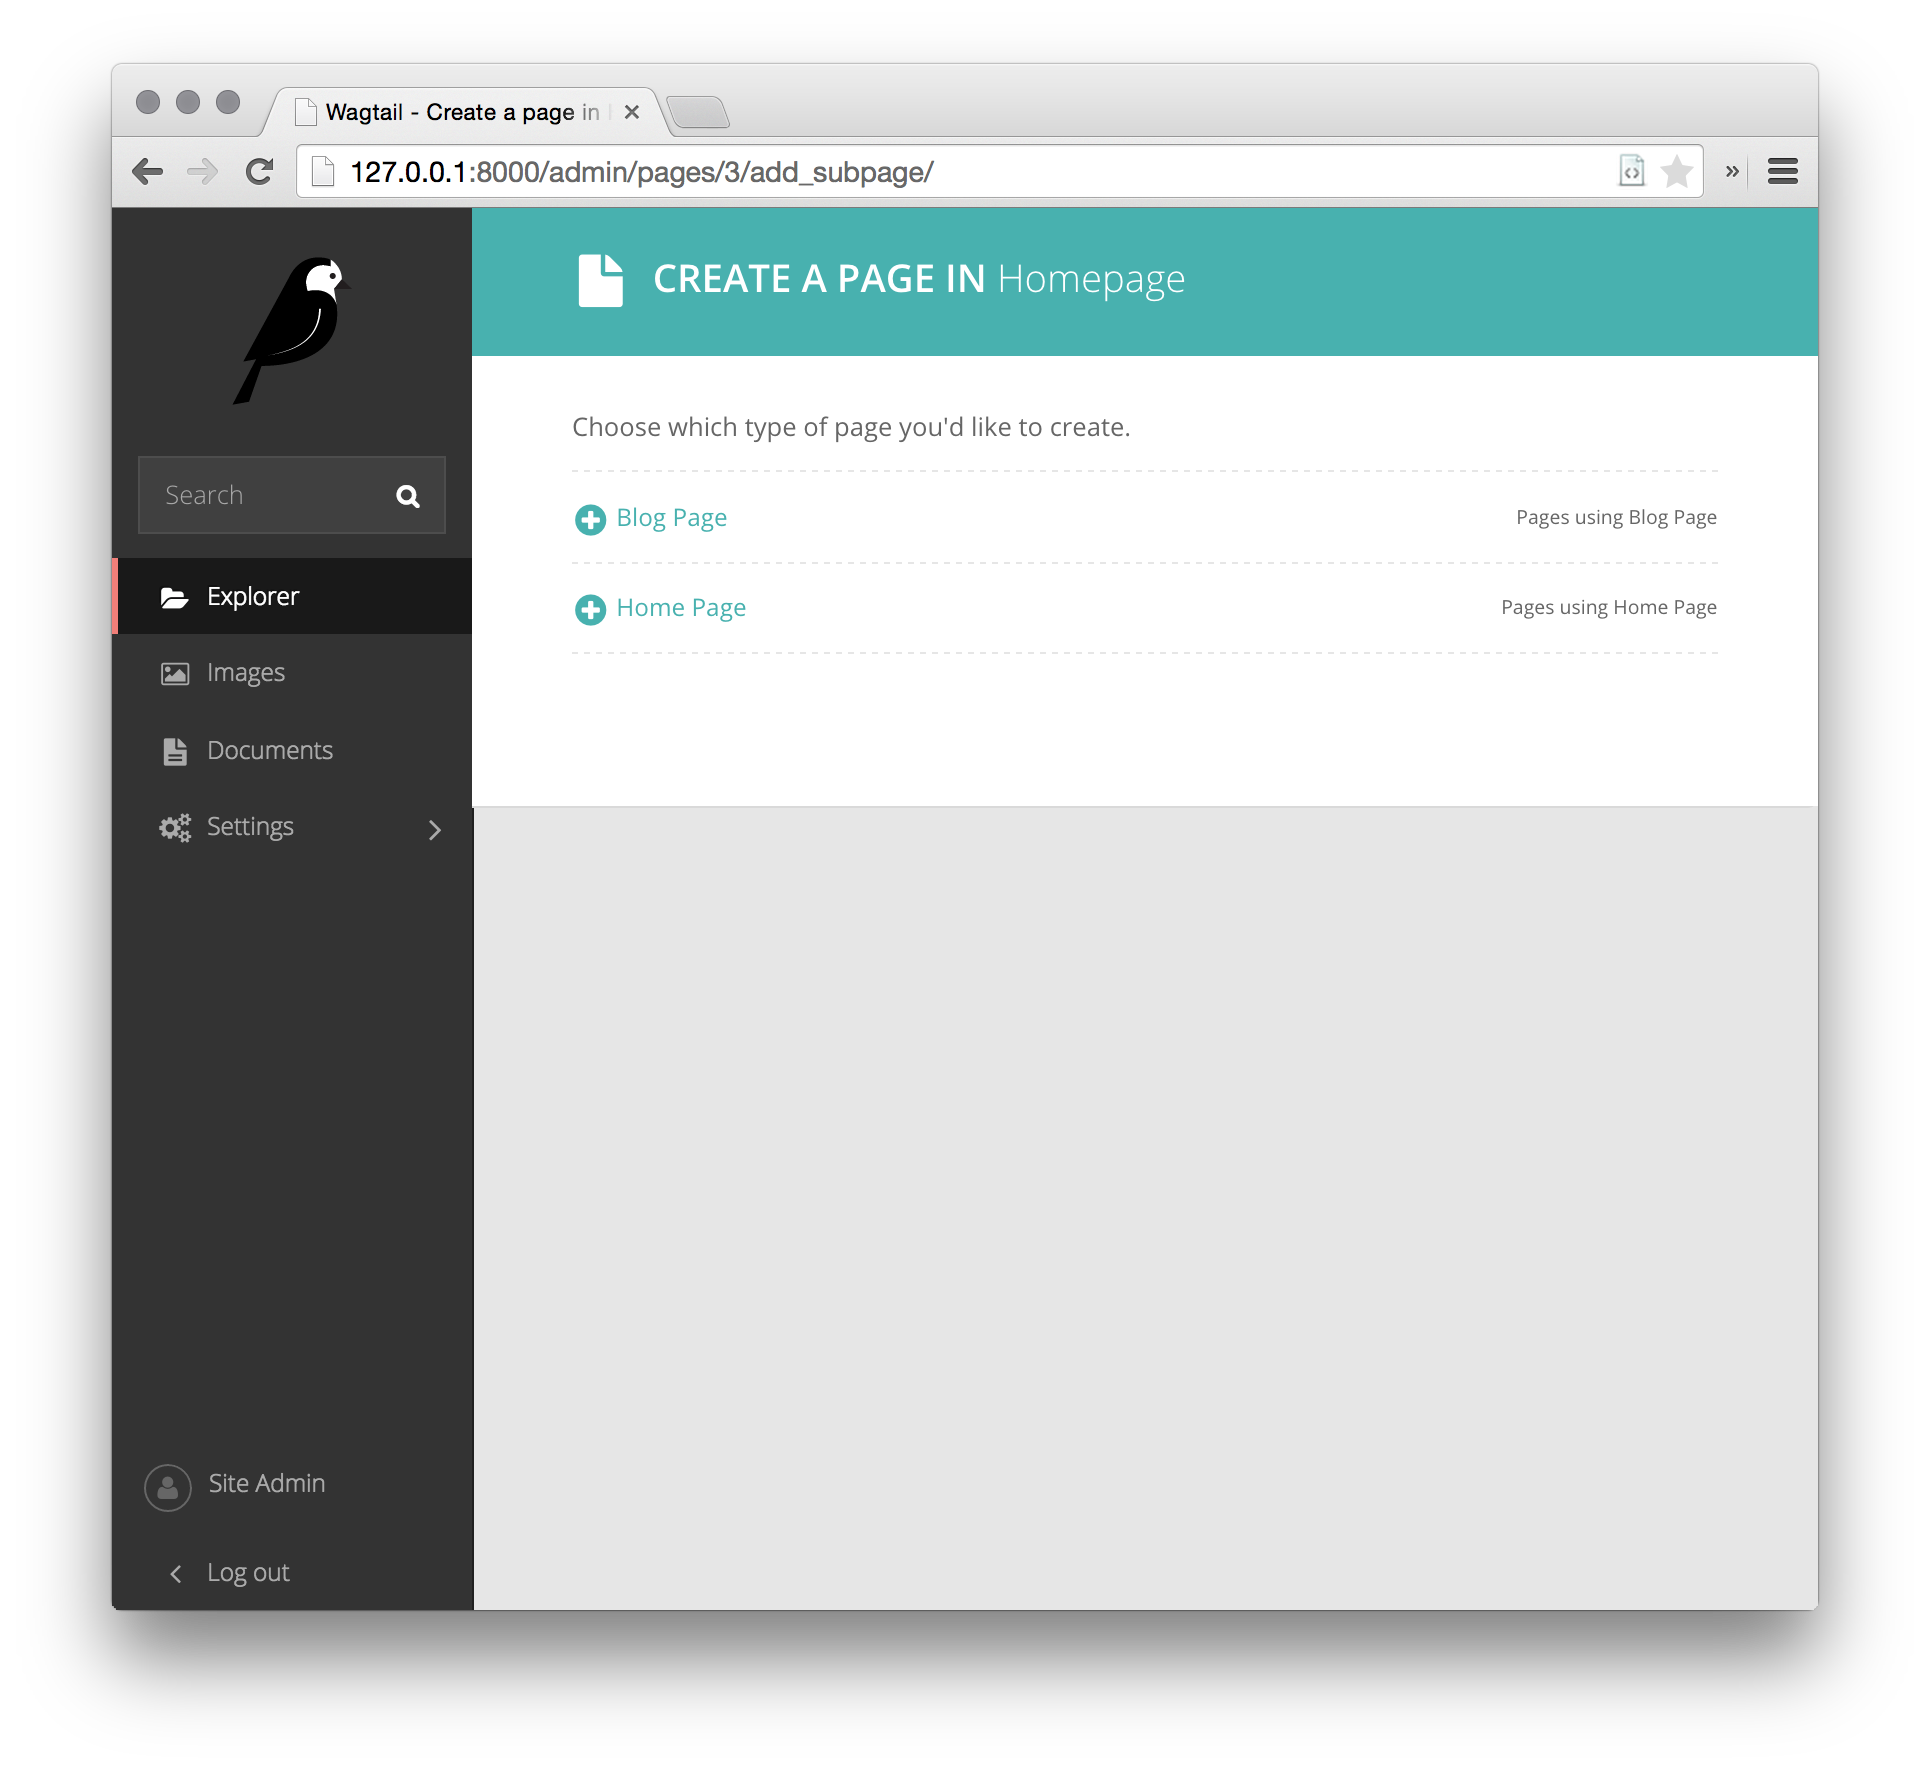 Wagtail - Create a page in
127.0.0.1:8000/admin/pages/3/add_subpage/
CREATE A PAGE IN Homepage
Search
Explorer
Images
Documents
Settings
Site Admin
Log out
Choose which type of page you'd like to create.
Blog Page
Pages using Blog Page
Home Page
Pages using Home Page